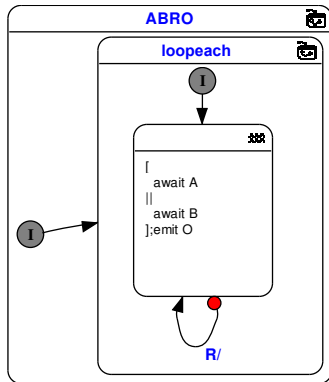 ABRO
loopeach
I
[
await A
||
await B
];emit O
I
R/